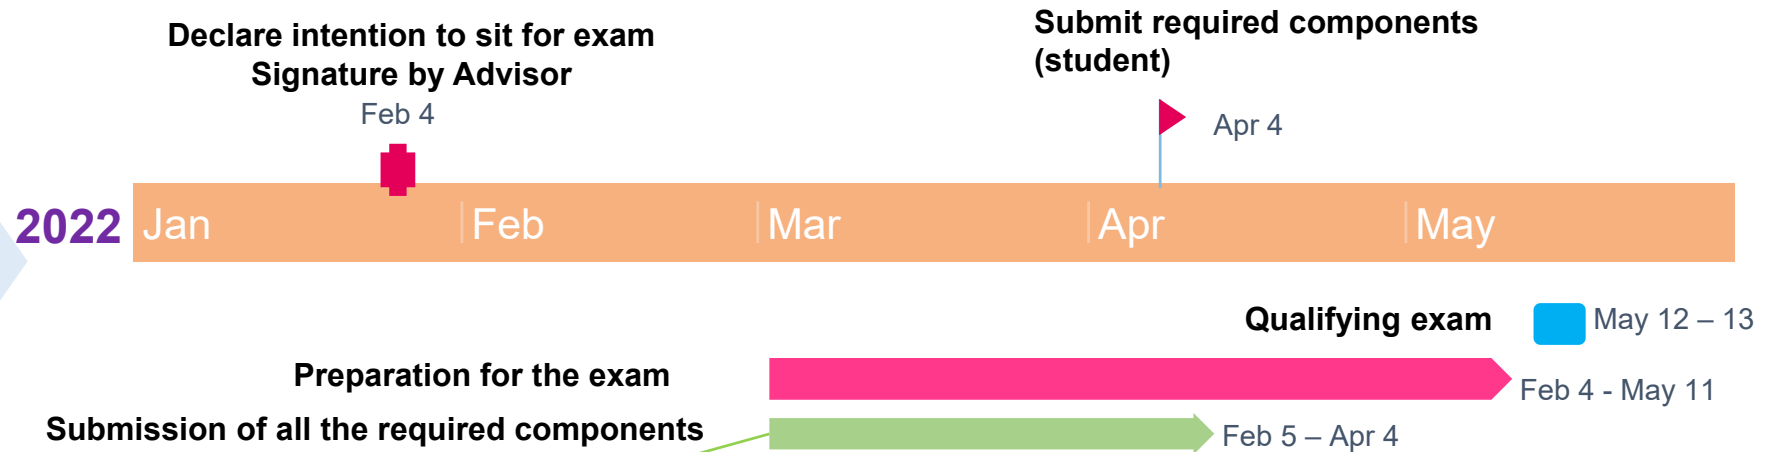 Declare intention to sit for exam
Signature by Advisor
Feb 4
Submit required components
(student)
Apr 4
2022
Jan
Feb
Mar
Apr
May
Qualifying exam
May 12 – 13
Preparation for the exam
Feb 4 - May 11
Submission of all the required components
Feb 5 – Apr 4